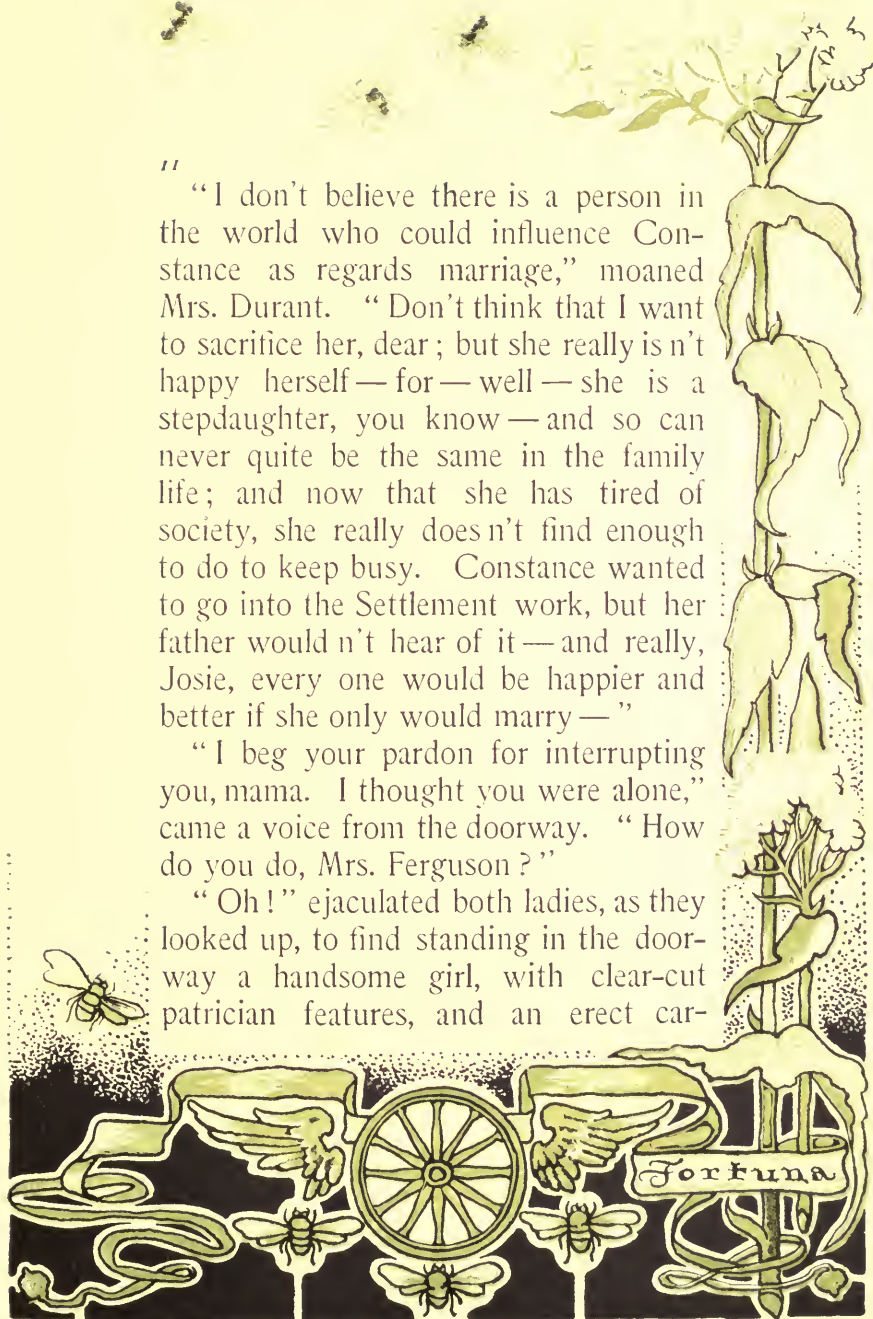 11
“I don't believe there is a person in
the world who could influence Con-
stance as regards marriage,” moaned
Mrs. Durant. “Don't think that I want
to sacrifice her, dear; but she really is n't
happy herself — for — well — she is a
stepdaughter, you know — and so can
never quite be the same in the family
life; and now that she has tired of
society, she really does n't find enough
to do to keep busy. Constance wanted
to go into the Settlement work, but her
father would n't hear of it — and really,
Josie, every one would be happier and
better if she only would marry — ”
“I beg your pardon for interrupting
you, mama. I thought you were alone,”
came a voice from the doorway. “How
do you do, Mrs. Ferguson?”
“Oh!” ejaculated both ladies, as they
looked up, to find standing in the door-
way a handsome girl, with clear-cut
patrician features, and an erect car-
Fortuna